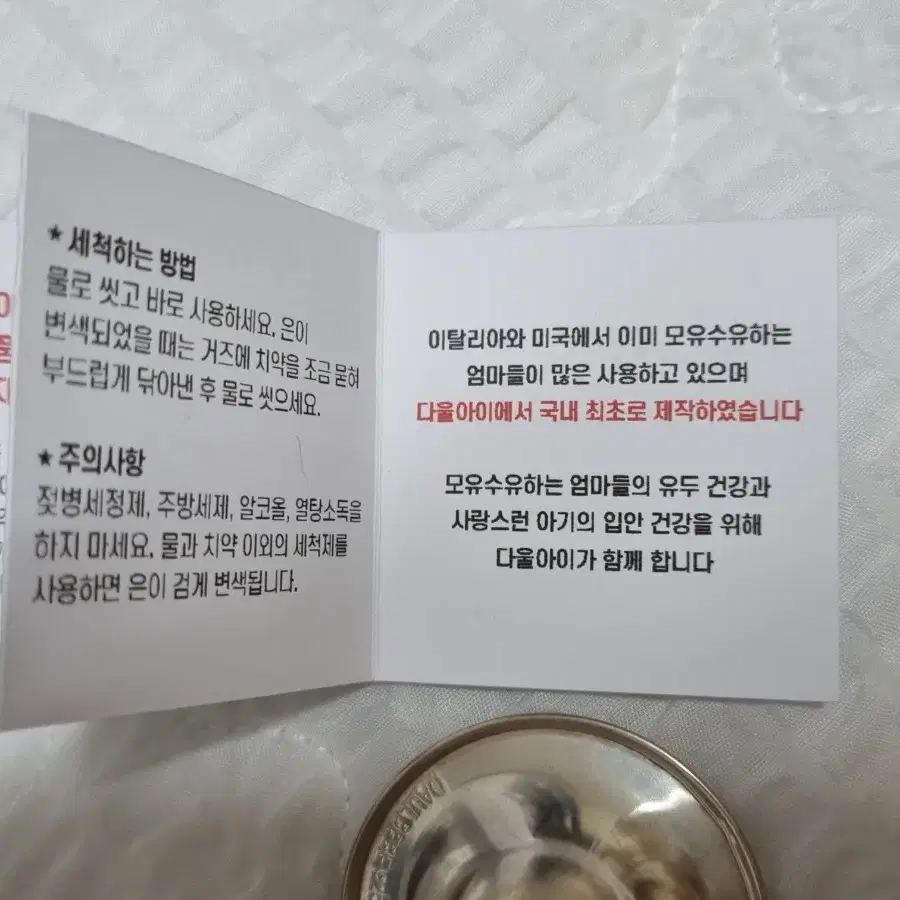 ★ 세척하는 방법
물로 씻고 바로 사용하세요. 은이
변색되었을 때는 거즈에 치약을 조금 묻혀
부드럽게 닦아낸 후 물로 씻으세요.
★ 주의사항
젖병세정제, 주방세제, 알코올, 열탕소독을
하지 마세요. 물과 치약 이외의 세척제를
사용하면 은이 검게 변색됩니다.
이탈리아와 미국에서 이미 모유수유하는
엄마들이 많은 사용하고 있으며
다울아이에서 국내 최초로 제작하였습니다
모유수유하는 엄마들의 유두 건강과
사랑스런 아기의 입안 건강을 위해
다울아이가 함께 합니다